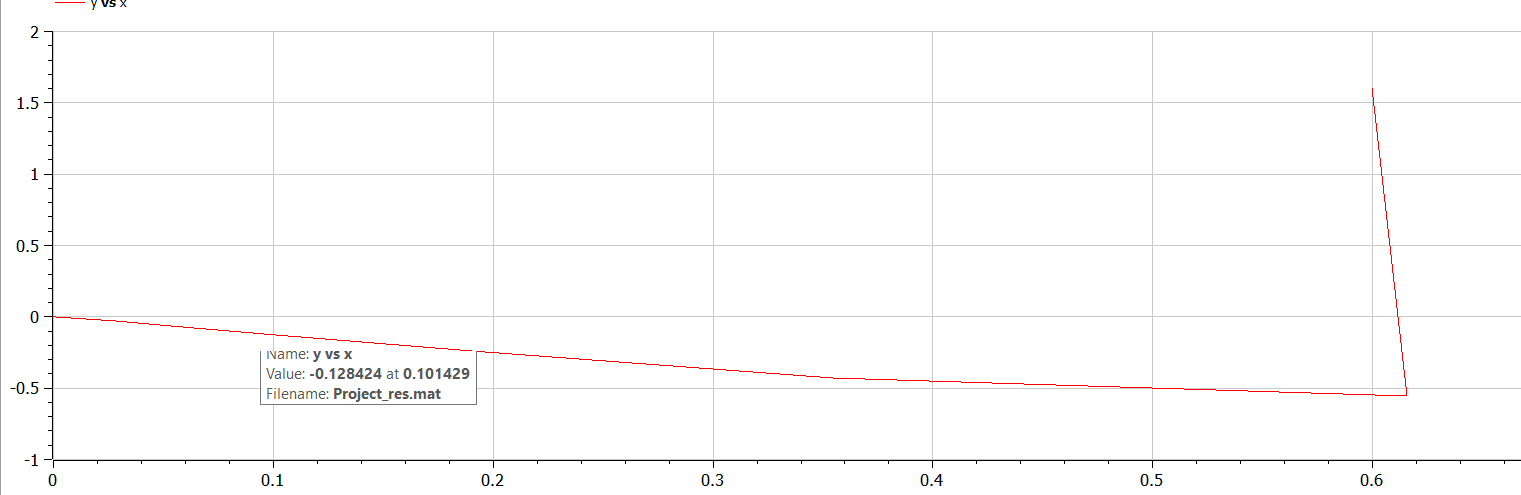 y vs x
2
1.5
1
0.5
0
-0.5
-1
Name: y vs x
Value: -0.128424 at 0.101429
Filename: Project_res.mat
0 0.1 0.2 0.3 0.4 0.5 0.6